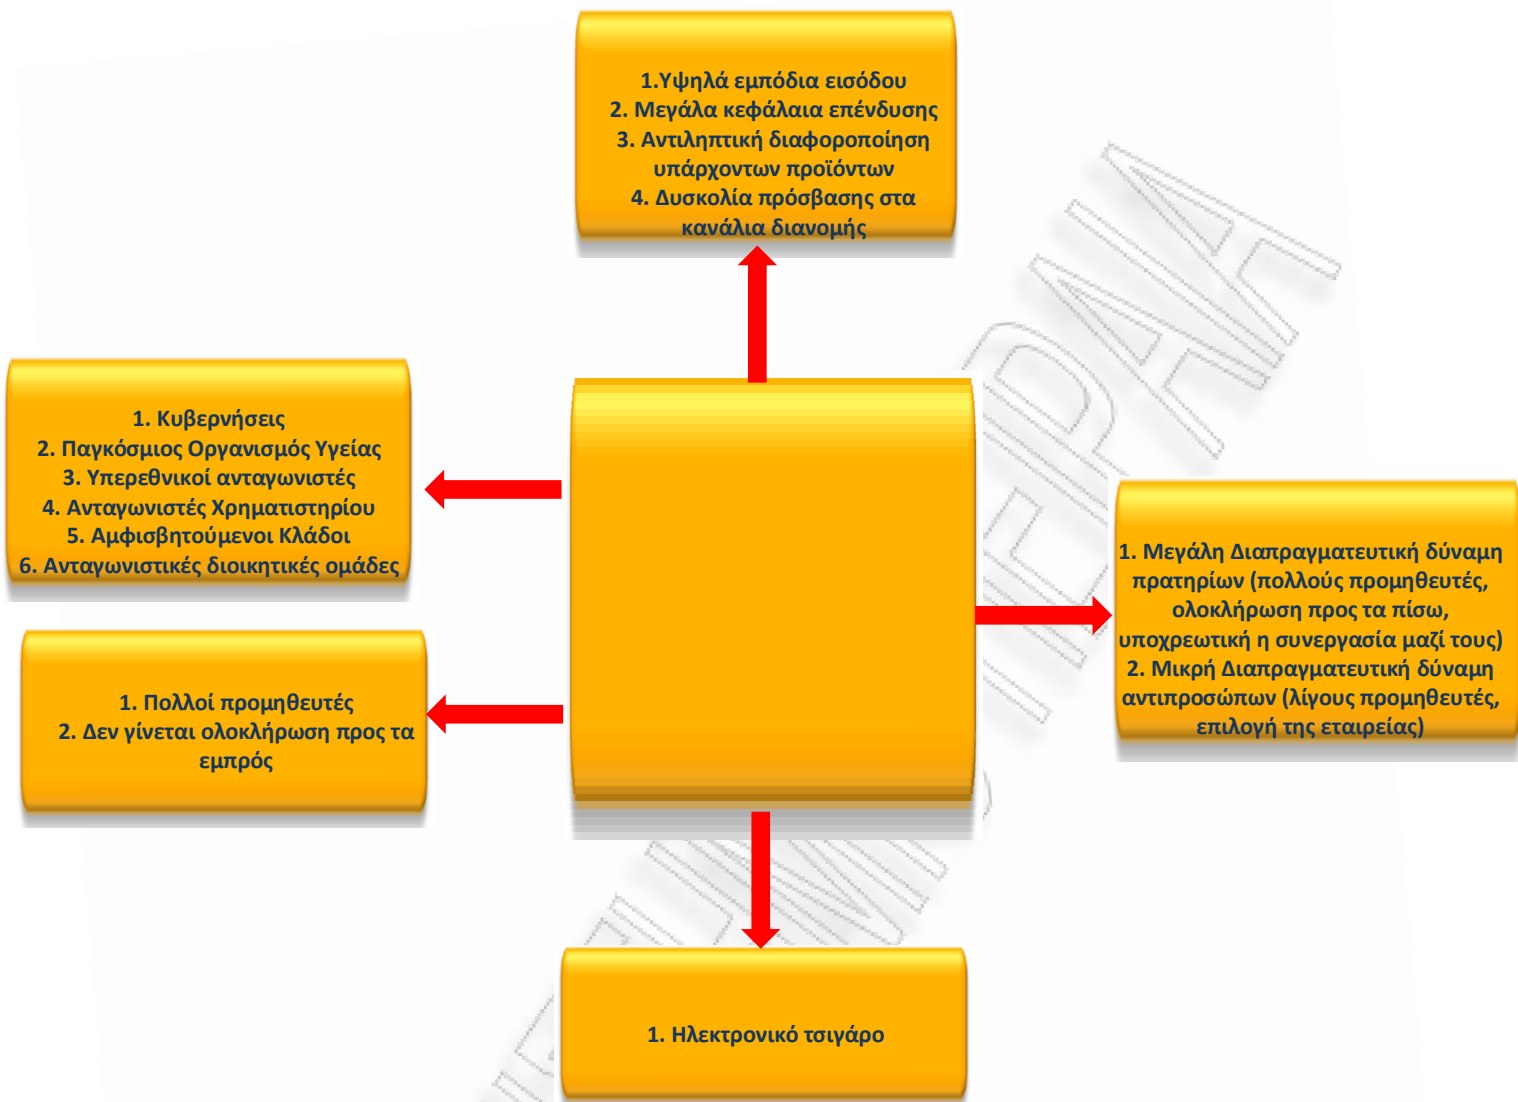 1.Υψηλά εμπόδια εισόδου
2. Μεγάλα κεφάλαια επένδυσης
3. Αντιληπτική διαφοροποίηση
υπάρχοντων προϊόντων
4. Δυσκολία πρόσβασης στα
κανάλια διανομής
1. Κυβερνήσεις
2. Παγκόσμιος Οργανισμός Υγείας
3. Υπερεθνικοί ανταγωνιστές
4. Ανταγωνιστές Χρηματιστηρίου
5. Αμφισβητούμενοι Κλάδοι
6. Ανταγωνιστικές διοικητικές ομάδες
1. Μεγάλη Διαπραγματευτική δύναμη
πρατηρίων (πολλούς προμηθευτές,
ολοκλήρωση προς τα πίσω,
υποχρεωτική η συνεργασία μαζί τους)
2. Μικρή Διαπραγματευτική δύναμη
αντιπροσώπων (λίγους προμηθευτές,
επιλογή της εταιρείας)
1. Πολλοί προμηθευτές
2. Δεν γίνεται ολοκλήρωση προς τα
εμπρός
1. Ηλεκτρονικό τσιγάρο